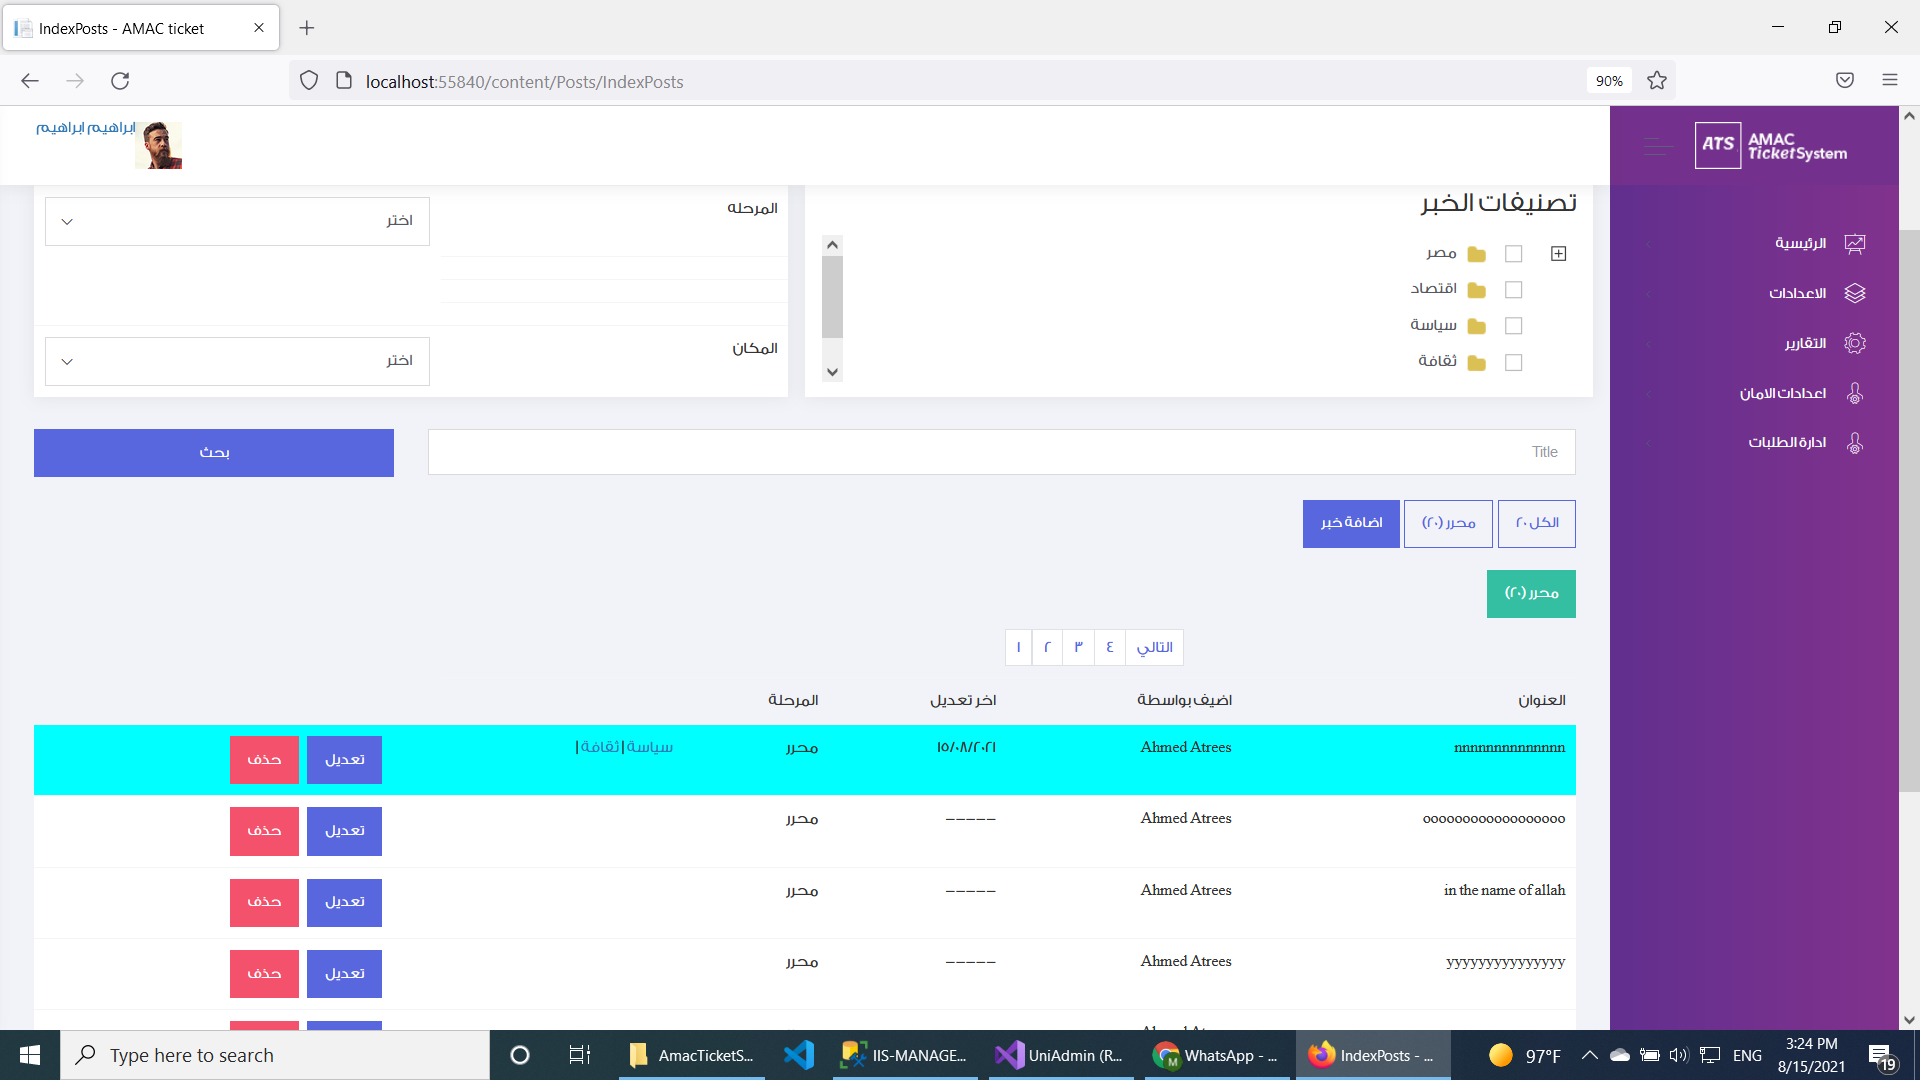 IndexPosts - AMAC ticket
localhost:55840/content/Posts/IndexPosts
90%
ابراهيم ابراهيم
ATS AMAC TicketSystem
الرئيسية
الاعدادات
التقارير
اعدادات الامان
ادارة الطلبات
تصنيفات الخبر
مصر
اقتصاد
سياسة
ثقافة
المرحله
اختر
المكان
اختر
Title
بحث
الكل ٢٠
محرر (٢٠)
اضافة خبر
محرر (٢٠)
١ ٢ ٣ ٤ التالي
العنوان اضيف بواسطة اخر تعديل المرحلة
nnnnnnnnnnnnnn Ahmed Atrees ١٥/٠٨/٢٠٢١ محرر سياسة | ثقافة | تعديل حذف
oooooooooooooooooo Ahmed Atrees ----- محرر تعديل حذف
in the name of allah Ahmed Atrees ----- محرر تعديل حذف
yyyyyyyyyyyyyyy Ahmed Atrees ----- محرر تعديل حذف
Type here to search
AmacTicketS...
IIS-MANAGE...
UniAdmin (R...
WhatsApp - ...
IndexPosts - ...
97°F
ENG
3:24 PM
8/15/2021
19